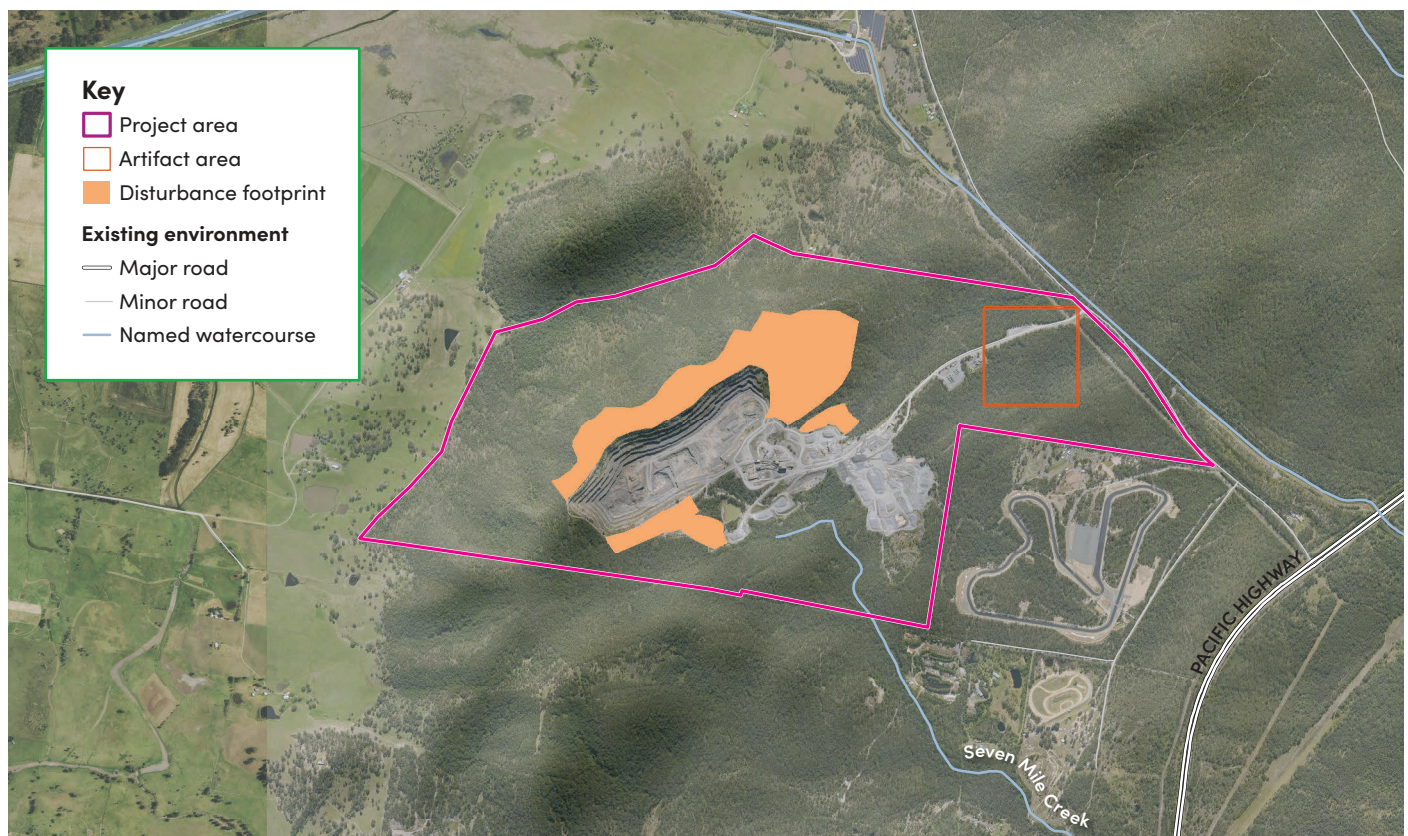 Key
Project area
Artifact area
Disturbance footprint
Existing environment
Major road
Minor road
Named watercourse
PACIFIC HIGHWAY
Seven Mile Creek